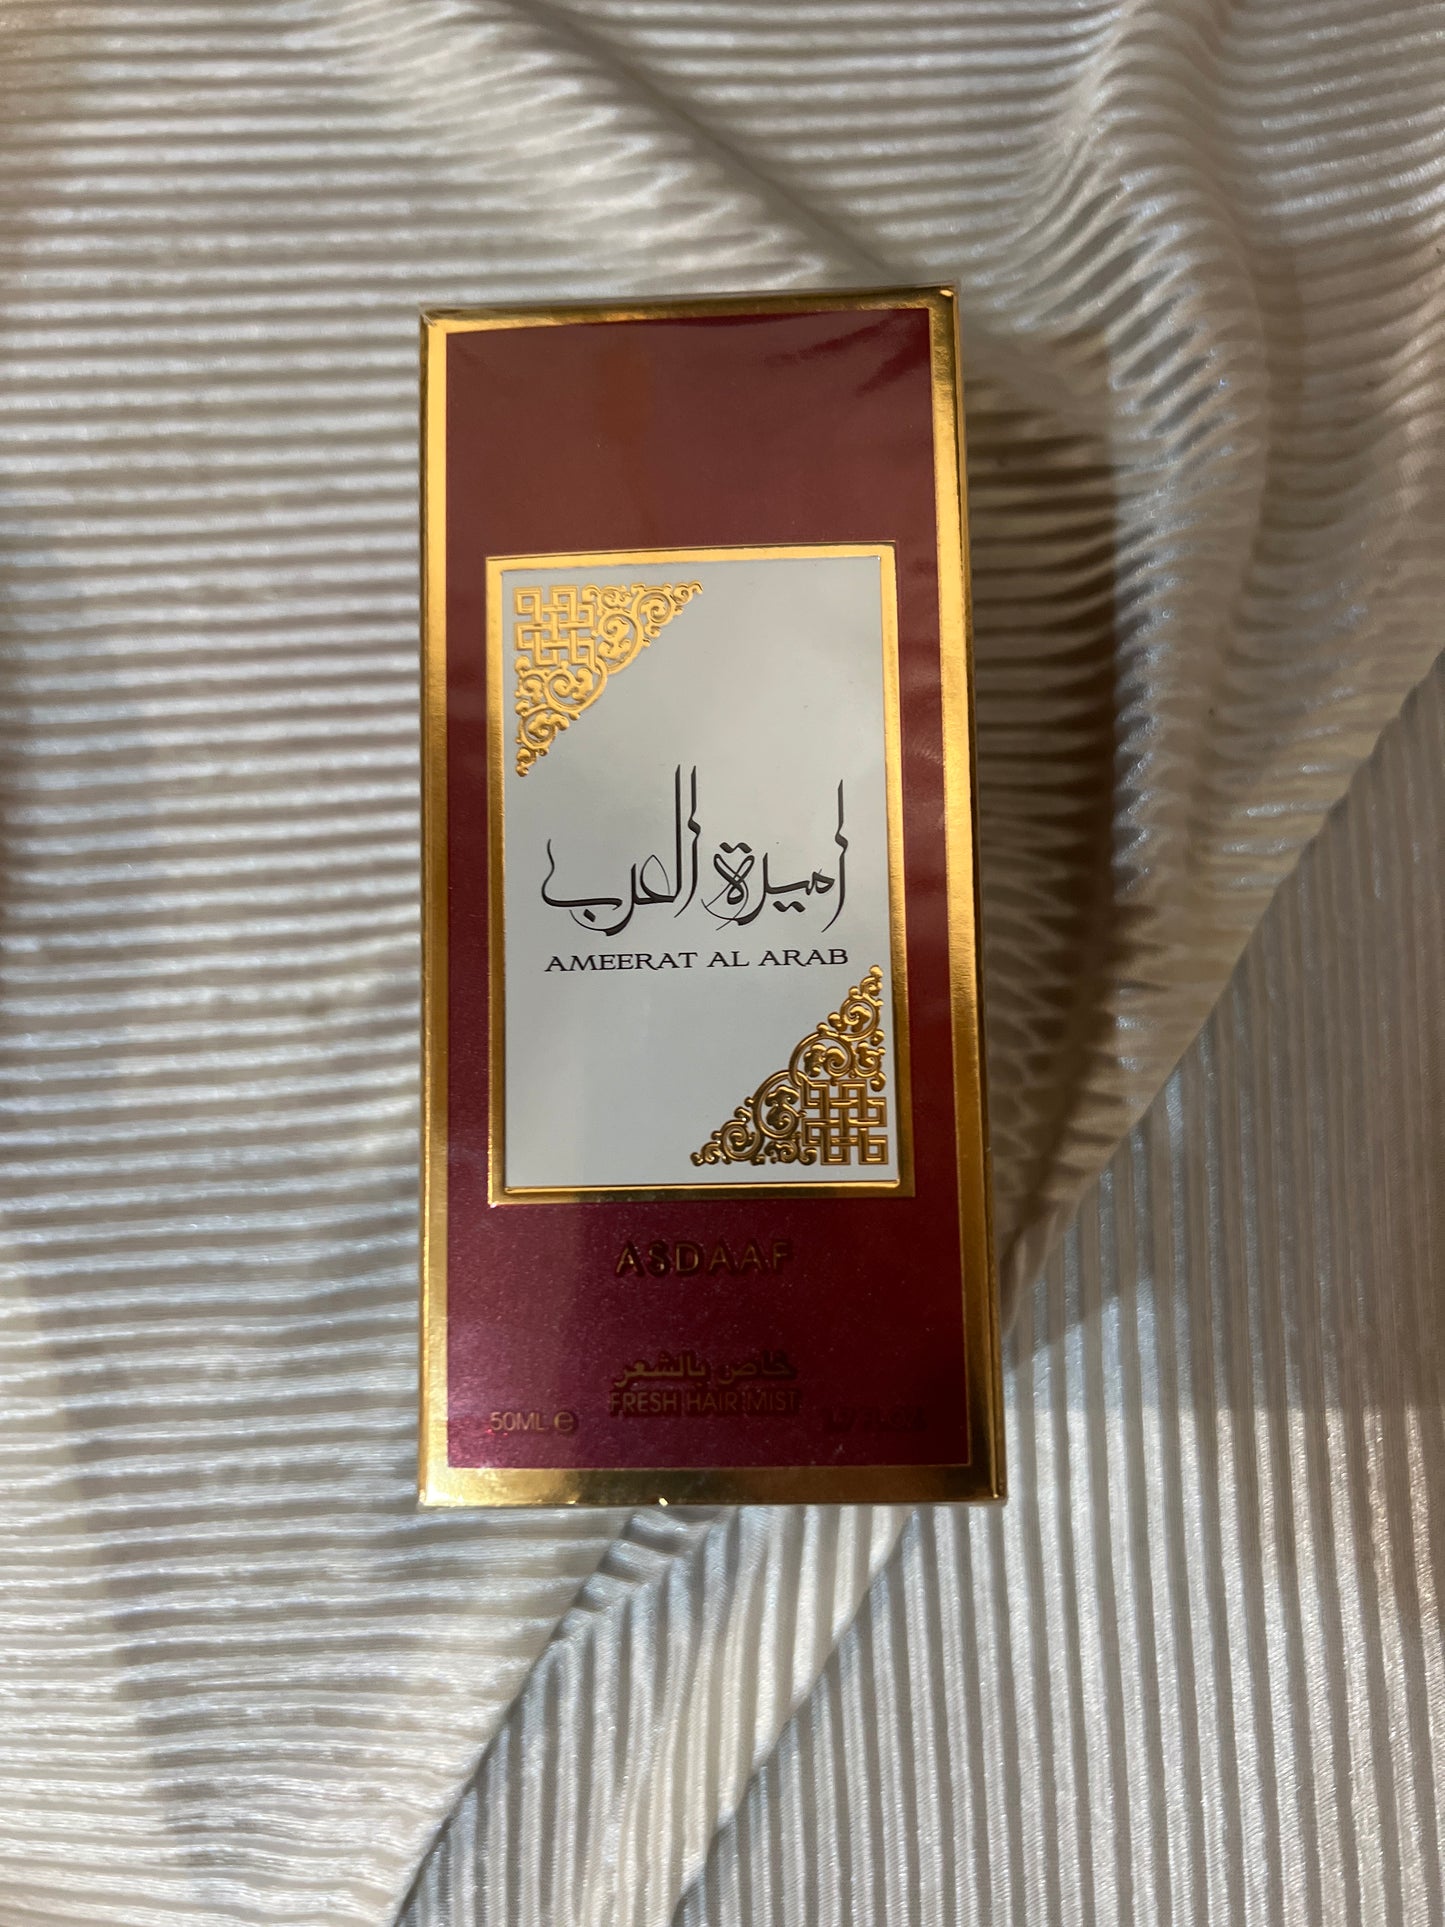 اميرة العرب
AMEERAT AL ARAB
ASDAAF
خاص بالشعر
FRESH HAIR MIST
50ML e